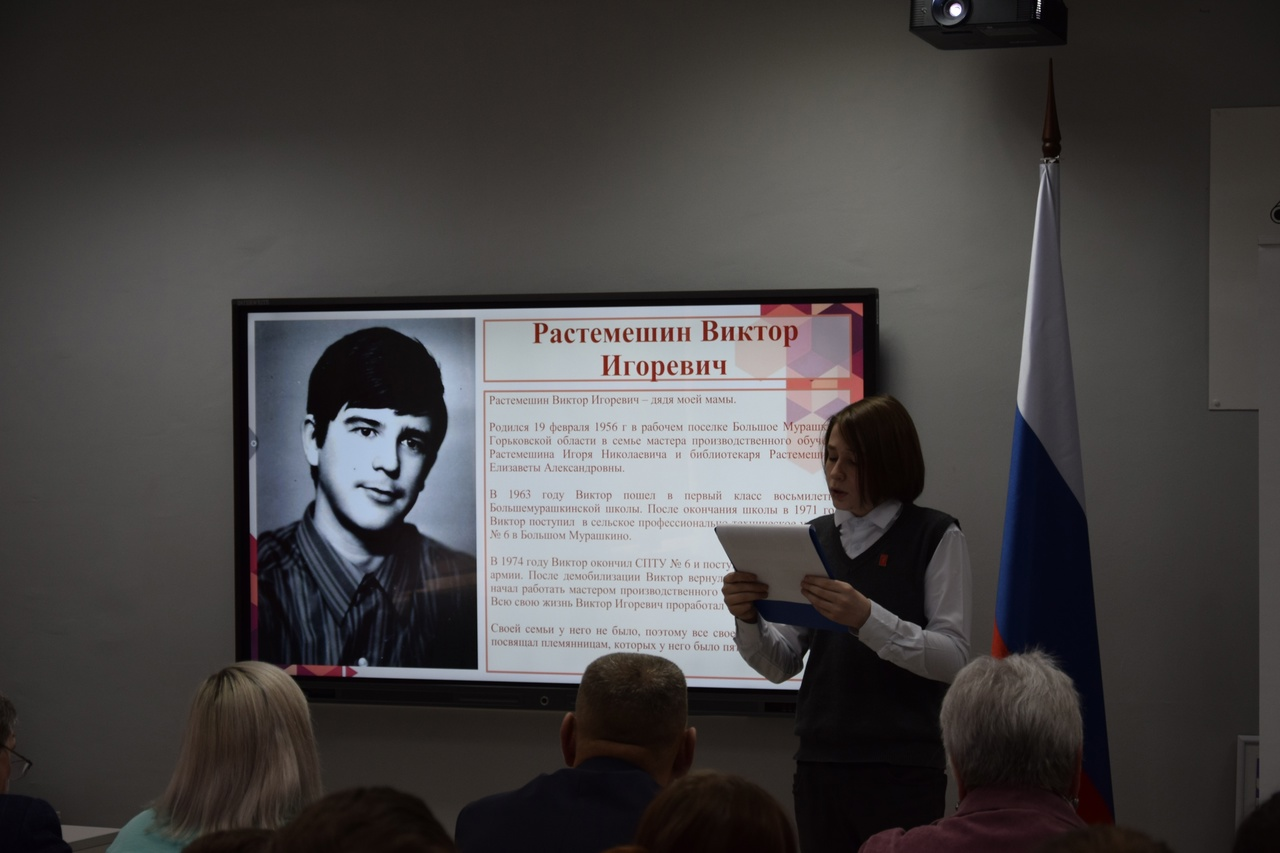 Растемешин Виктор
Игоревич
Растемешин Виктор Игоревич – дядя моей мамы.
Родился 19 февраля 1956 г в рабочем поселке Большое
Горьковской области в семье мастера производственного
Растемешина Игоря Николаевича и библиотекаря
Елизаветы Александровны.
В 1963 году Виктор пошел в первый класс
Большемурашкинской школы. После окончания школы в 1971
Виктор поступил в сельское профессионально
№ 6 в Большом Мурашкино.
В 1974 году Виктор окончил СПТУ № 6 и
армии. После демобилизации Виктор
начал работать мастером производственного
Всю свою жизнь Виктор Игоревич проработал
Своей семьи у него не было, поэтому все
посвящал племянницам, которых у него было